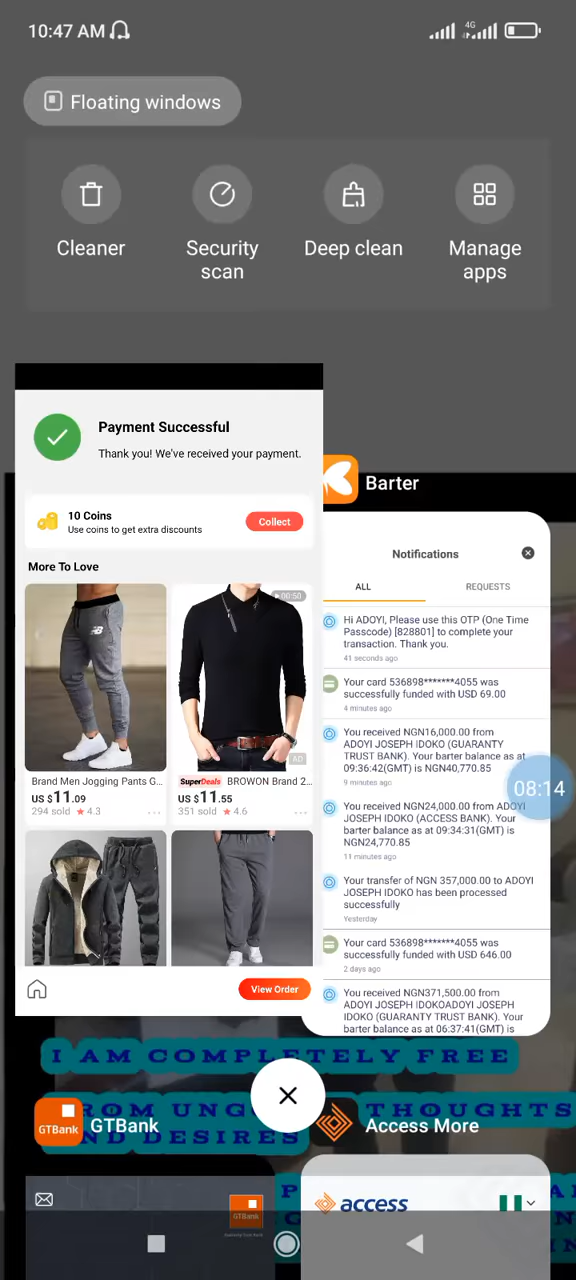 10:47 AM
4G
Floating windows
Cleaner
Security scan
Deep clean
Manage apps
Payment Successful
Thank you! We've received your payment.
10 Coins
Use coins to get extra discounts
Collect
More To Love
00:50
AD
Brand Men Jogging Pants G...
US $11.09
294 sold ★ 4.3
SuperDeals BROWON Brand 2...
US $11.55
351 sold ★ 4.6
View Order
Barter
Notifications
ALL
REQUESTS
Hi ADOYI, Please use this OTP (One Time
Passcode) [828801] to complete your
transaction. Thank you.
41 seconds ago
Your card 536898*******4055 was
successfully funded with USD 69.00
4 minutes ago
You received NGN16,000.00 from
ADOYI JOSEPH IDOKO (GUARANTY
TRUST BANK). Your barter balance as at
09:36:42(GMT) is NGN40,770.85
9 minutes ago
08:14
You received NGN24,000.00 from ADOYI
JOSEPH IDOKO (ACCESS BANK). Your
barter balance as at 09:34:31(GMT) is
NGN24,770.85
11 minutes ago
Your transfer of NGN 357,000.00 to ADOYI
JOSEPH IDOKO has been processed
successfully
Yesterday
Your card 536898*******4055 was
successfully funded with USD 646.00
2 days ago
You received NGN371,500.00 from
ADOYI JOSEPH IDOKOADOYI JOSEPH
IDOKO (GUARANTY TRUST BANK). Your
barter balance as at 06:37:41(GMT) is
I AM COMPLETELY FREE
THOUGHTS
DESIRES
GTBank
GTBank
Access More
GTBank
access